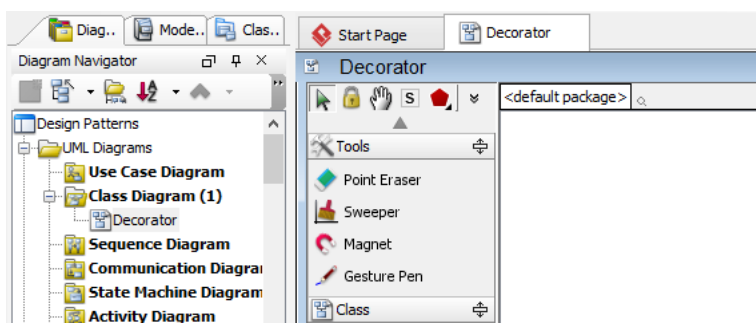 Diag..
Mode..
Clas..
Start Page
Decorator
Diagram Navigator
Decorator
S
<default package>
Design Patterns
UML Diagrams
Use Case Diagram
Class Diagram (1)
Decorator
Sequence Diagram
Communication Diagra
State Machine Diagram
Activity Diagram
Tools
Point Eraser
Sweeper
Magnet
Gesture Pen
Class